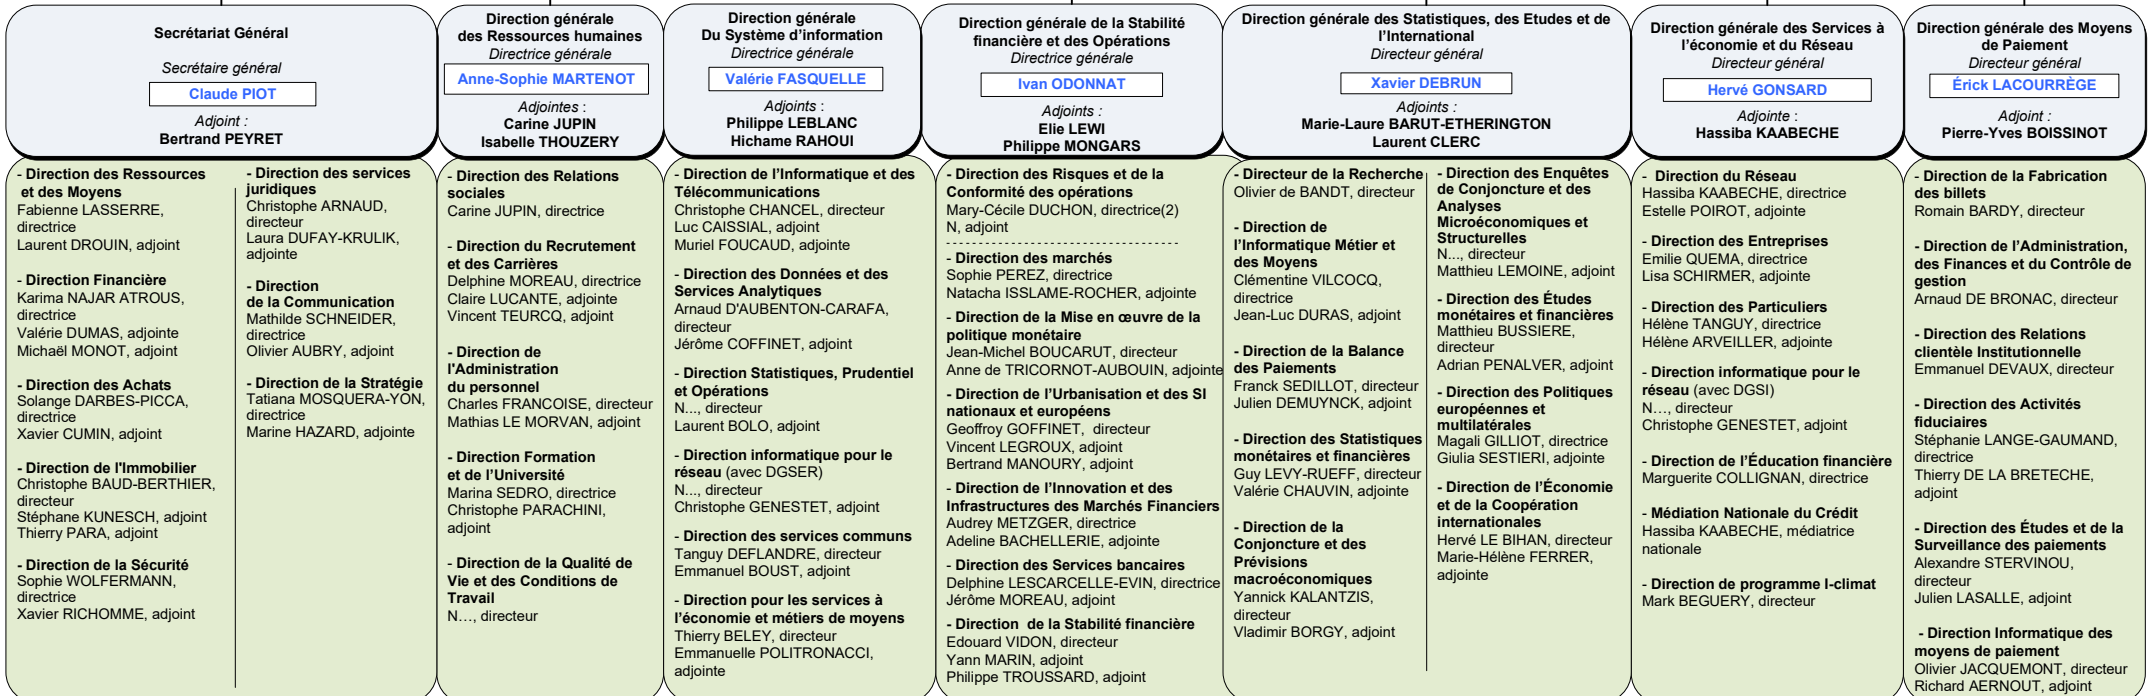 Secrétariat Général
Secrétaire général
Claude PIOT
Adjoint :
Bertrand PEYRET
- Direction des Ressources
et des Moyens
Fabienne LASSERRE,
directrice
Laurent DROUIN, adjoint
- Direction Financière
Karima NAJAR ATROUS,
directrice
Valérie DUMAS, adjointe
Michaël MONOT, adjoint
- Direction des Achats
Solange DARBES-PICCA,
directrice
Xavier CUMIN, adjoint
- Direction de l'Immobilier
Christophe BAUD-BERTHIER,
directeur
Stéphane KUNESCH, adjoint
Thierry PARA, adjoint
- Direction de la Sécurité
Sophie WOLFERMANN,
directrice
Xavier RICHOMME, adjoint
- Direction des services
juridiques
Christophe ARNAUD,
directeur
Laura DUFAY-KRULIK,
adjointe
- Direction
de la Communication
Mathilde SCHNEIDER,
directrice
Olivier AUBRY, adjoint
- Direction de la Stratégie
Tatiana MOSQUERA-YON,
directrice
Marine HAZARD, adjointe
Direction générale
des Ressources humaines
Directrice générale
Anne-Sophie MARTENOT
Adjointes :
Carine JUPIN
Isabelle THOUZERY
- Direction des Relations
sociales
Carine JUPIN, directrice
- Direction du Recrutement
et des Carrières
Delphine MOREAU, directrice
Claire LUCANTE, adjointe
Vincent TEURCQ, adjoint
- Direction de
l'Administration
du personnel
Charles FRANCOISE, directeur
Mathias LE MORVAN, adjoint
- Direction Formation
et de l’Université
Marina SEDRO, directrice
Christophe PARACHINI,
adjoint
- Direction de la Qualité de
Vie et des Conditions de
Travail
N…, directeur
Direction générale
Du Système d’information
Directrice générale
Valérie FASQUELLE
Adjoints :
Philippe LEBLANC
Hichame RAHOUI
- Direction de l’Informatique et des
Télécommunications
Christophe CHANCEL, directeur
Luc CAISSIAL, adjoint
Muriel FOUCAUD, adjointe
- Direction des Données et des
Services Analytiques
Arnaud D'AUBENTON-CARAFA,
directeur
Jérôme COFFINET, adjoint
- Direction Statistiques, Prudentiel
et Opérations
N..., directeur
Laurent BOLO, adjoint
- Direction informatique pour le
réseau (avec DGSER)
N..., directeur
Christophe GENESTET, adjoint
- Direction des services communs
Tanguy DEFLANDRE, directeur
Emmanuel BOUST, adjoint
- Direction pour les services à
l’économie et métiers de moyens
Thierry BELEY, directeur
Emmanuelle POLITRONACCI,
adjointe
Direction générale de la Stabilité
financière et des Opérations
Directrice générale
Ivan ODONNAT
Adjoints :
Elie LEWI
Philippe MONGARS
- Direction des Risques et de la
Conformité des opérations
Mary-Cécile DUCHON, directrice(2)
N, adjoint
- Direction des marchés
Sophie PEREZ, directrice
Natacha ISSLAME-ROCHER, adjointe
- Direction de la Mise en œuvre de la
politique monétaire
Jean-Michel BOUCARUT, directeur
Anne de TRICORNOT-AUBOUIN, adjointe
- Direction de l'Urbanisation et des SI
nationaux et européens
Geoffroy GOFFINET, directeur
Vincent LEGROUX, adjoint
Bertrand MANOURY, adjoint
- Direction de l’Innovation et des
Infrastructures des Marchés Financiers
Audrey METZGER, directrice
Adeline BACHELLERIE, adjointe
- Direction des Services bancaires
Delphine LESCARCELLE-EVIN, directrice
Jérôme MOREAU, adjoint
- Direction de la Stabilité financière
Edouard VIDON, directeur
Yann MARIN, adjoint
Philippe TROUSSARD, adjoint
Direction générale des Statistiques, des Etudes et de
l’International
Directeur général
Xavier DEBRUN
Adjoints :
Marie-Laure BARUT-ETHERINGTON
Laurent CLERC
- Directeur de la Recherche
Olivier de BANDT, directeur
- Direction de
l’Informatique Métier et
des Moyens
Clémentine VILCOCQ,
directrice
Jean-Luc DURAS, adjoint
- Direction de la Balance
des Paiements
Franck SEDILLOT, directeur
Julien DEMUYNCK, adjoint
- Direction des Statistiques
monétaires et financières
Guy LEVY-RUEFF, directeur
Valérie CHAUVIN, adjointe
- Direction de la
Conjoncture et des
Prévisions
macroéconomiques
Yannick KALANTZIS,
directeur
Vladimir BORGY, adjoint
- Direction des Enquêtes
de Conjoncture et des
Analyses
Microéconomiques et
Structurelles
N..., directeur
Matthieu LEMOINE, adjoint
- Direction des Études
monétaires et financières
Matthieu BUSSIERE,
directeur
Adrian PENALVER, adjoint
- Direction des Politiques
européennes et
multilatérales
Magali GILLIOT, directrice
Giulia SESTIERI, adjointe
- Direction de l’Économie
et de la Coopération
internationales
Hervé LE BIHAN, directeur
Marie-Hélène FERRER,
adjointe
Direction générale des Services à
l’économie et du Réseau
Directeur général
Hervé GONSARD
Adjointe :
Hassiba KAABECHE
- Direction du Réseau
Hassiba KAABECHE, directrice
Estelle POIROT, adjointe
- Direction des Entreprises
Emilie QUEMA, directrice
Lisa SCHIRMER, adjointe
- Direction des Particuliers
Hélène TANGUY, directrice
Hélène ARVEILLER, adjointe
- Direction informatique pour le
réseau (avec DGSI)
N…, directeur
Christophe GENESTET, adjoint
- Direction de l’Éducation financière
Marguerite COLLIGNAN, directrice
- Médiation Nationale du Crédit
Hassiba KAABECHE, médiatrice
nationale
- Direction de programme I-climat
Mark BEGUERY, directeur
Direction générale des Moyens
de Paiement
Directeur général
Érick LACOURRÈGE
Adjoint :
Pierre-Yves BOISSINOT
- Direction de la Fabrication
des billets
Romain BARDY, directeur
- Direction de l’Administration,
des Finances et du Contrôle de
gestion
Arnaud DE BRONAC, directeur
- Direction des Relations
clientèle Institutionnelle
Emmanuel DEVAUX, directeur
- Direction des Activités
fiduciaires
Stéphanie LANGE-GAUMAND,
directrice
Thierry DE LA BRETECHE,
adjoint
- Direction des Études et de la
Surveillance des paiements
Alexandre STERVINOU,
directeur
Julien LASALLE, adjoint
- Direction Informatique des
moyens de paiement
Olivier JACQUEMONT, directeur
Richard AERNOUT, adjoint